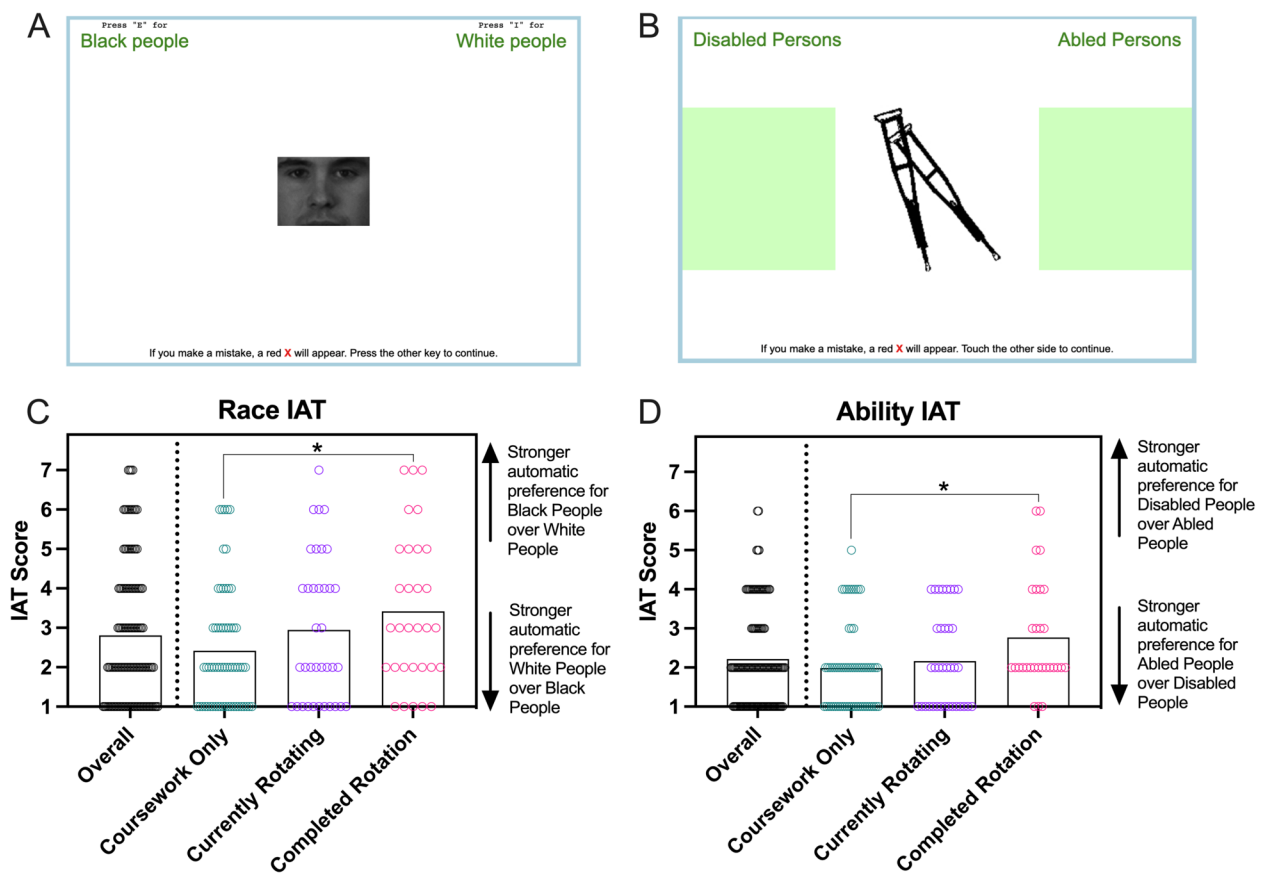 A
Press "E" for
Black people
Press "I" for
White people
If you make a mistake, a red X will appear. Press the other key to continue.
B
Disabled Persons
Abled Persons
If you make a mistake, a red X will appear. Touch the other side to continue.
C
Race IAT
*
IAT Score
7
6
5
4
3
2
1
Overall
Coursework Only
Currently Rotating
Completed Rotation
Stronger
automatic
preference for
Black People
over White
People
Stronger
automatic
preference for
White People
over Black
People
D
Ability IAT
*
IAT Score
7
6
5
4
3
2
1
Overall
Coursework Only
Currently Rotating
Completed Rotation
Stronger
automatic
preference for
Disabled People
over Abled
People
Stronger
automatic
preference for
Abled People
over Disabled
People